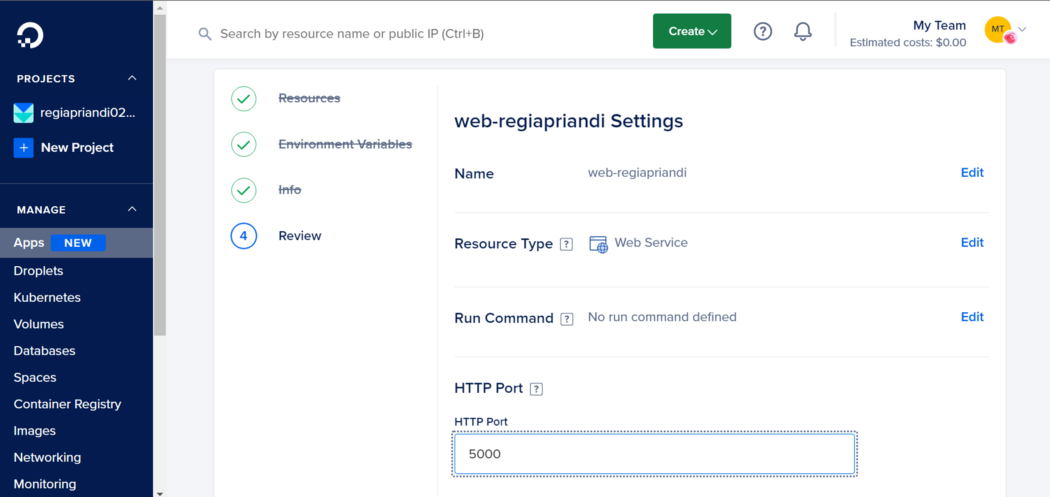 Search by resource name or public IP (Ctrl+B)
Create
?
My Team
Estimated costs: $0.00
MT
PROJECTS
regiapriandi02...
+ New Project
MANAGE
Apps NEW
Droplets
Kubernetes
Volumes
Databases
Spaces
Container Registry
Images
Networking
Monitoring
Resources
Environment Variables
Info
4 Review
web-regiapriandi Settings
Name web-regiapriandi Edit
Resource Type ? Web Service Edit
Run Command ? No run command defined Edit
HTTP Port ?
HTTP Port
5000